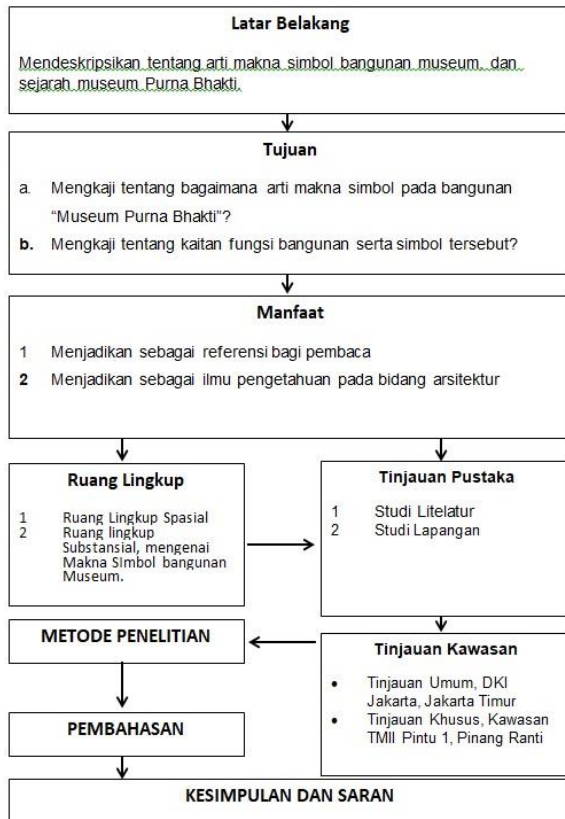 Latar Belakang
Mendeskripsikan tentang arti makna simbol bangunan museum, dan
sejarah museum Purna Bhakti.
Tujuan
a. Mengkaji tentang bagaimana arti makna simbol pada bangunan
“Museum Purna Bhakti”?
b. Mengkaji tentang kaitan fungsi bangunan serta simbol tersebut?
Manfaat
1 Menjadikan sebagai referensi bagi pembaca
2 Menjadikan sebagai ilmu pengetahuan pada bidang arsitektur
Ruang Lingkup
1 Ruang Lingkup Spasial
2 Ruang lingkup
Substansial, mengenai
Makna Simbol bangunan
Museum.
Tinjauan Pustaka
1 Studi Litelatur
2 Studi Lapangan
METODE PENELITIAN
Tinjauan Kawasan
• Tinjauan Umum, DKI
Jakarta, Jakarta Timur
• Tinjauan Khusus, Kawasan
TMII Pintu 1, Pinang Ranti
PEMBAHASAN
KESIMPULAN DAN SARAN